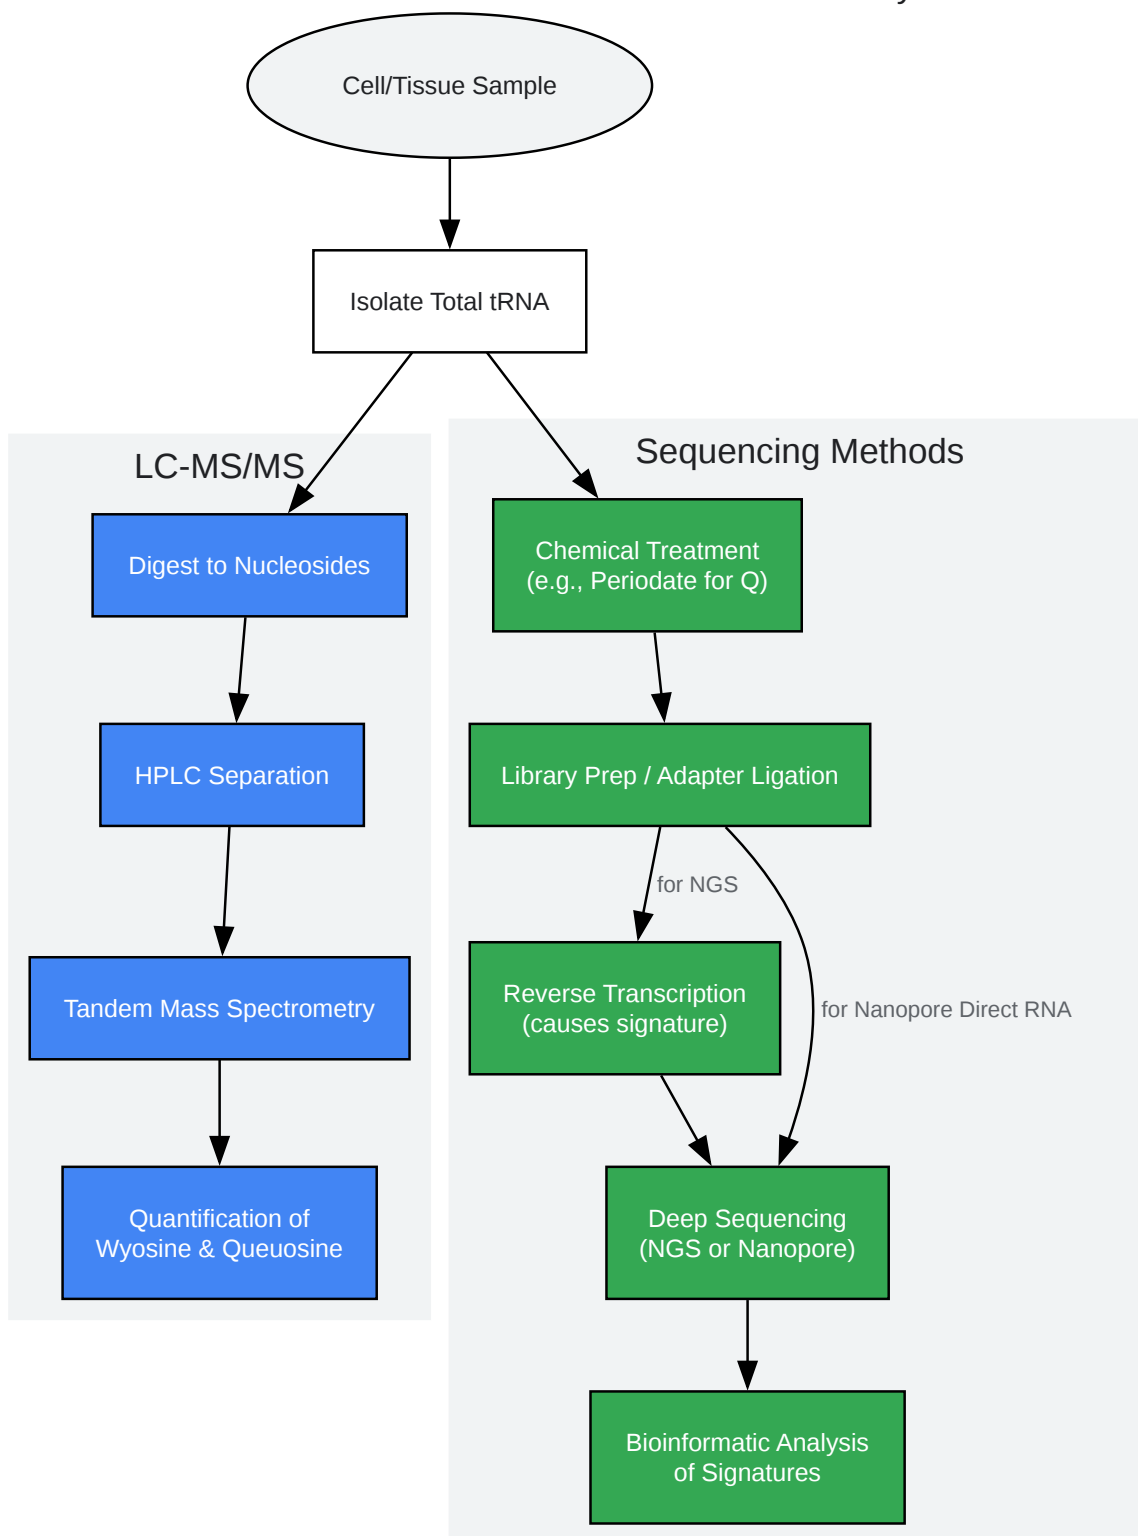 Cell/Tissue Sample
Isolate Total tRNA
LC-MS/MS
Digest to Nucleosides
HPLC Separation
Tandem Mass Spectrometry
Quantification of
Wyosine & Queuosine
Sequencing Methods
Chemical Treatment
(e.g., Periodate for Q)
Library Prep / Adapter Ligation
for NGS
Reverse Transcription
(causes signature)
for Nanopore Direct RNA
Deep Sequencing
(NGS or Nanopore)
Bioinformatic Analysis
of Signatures